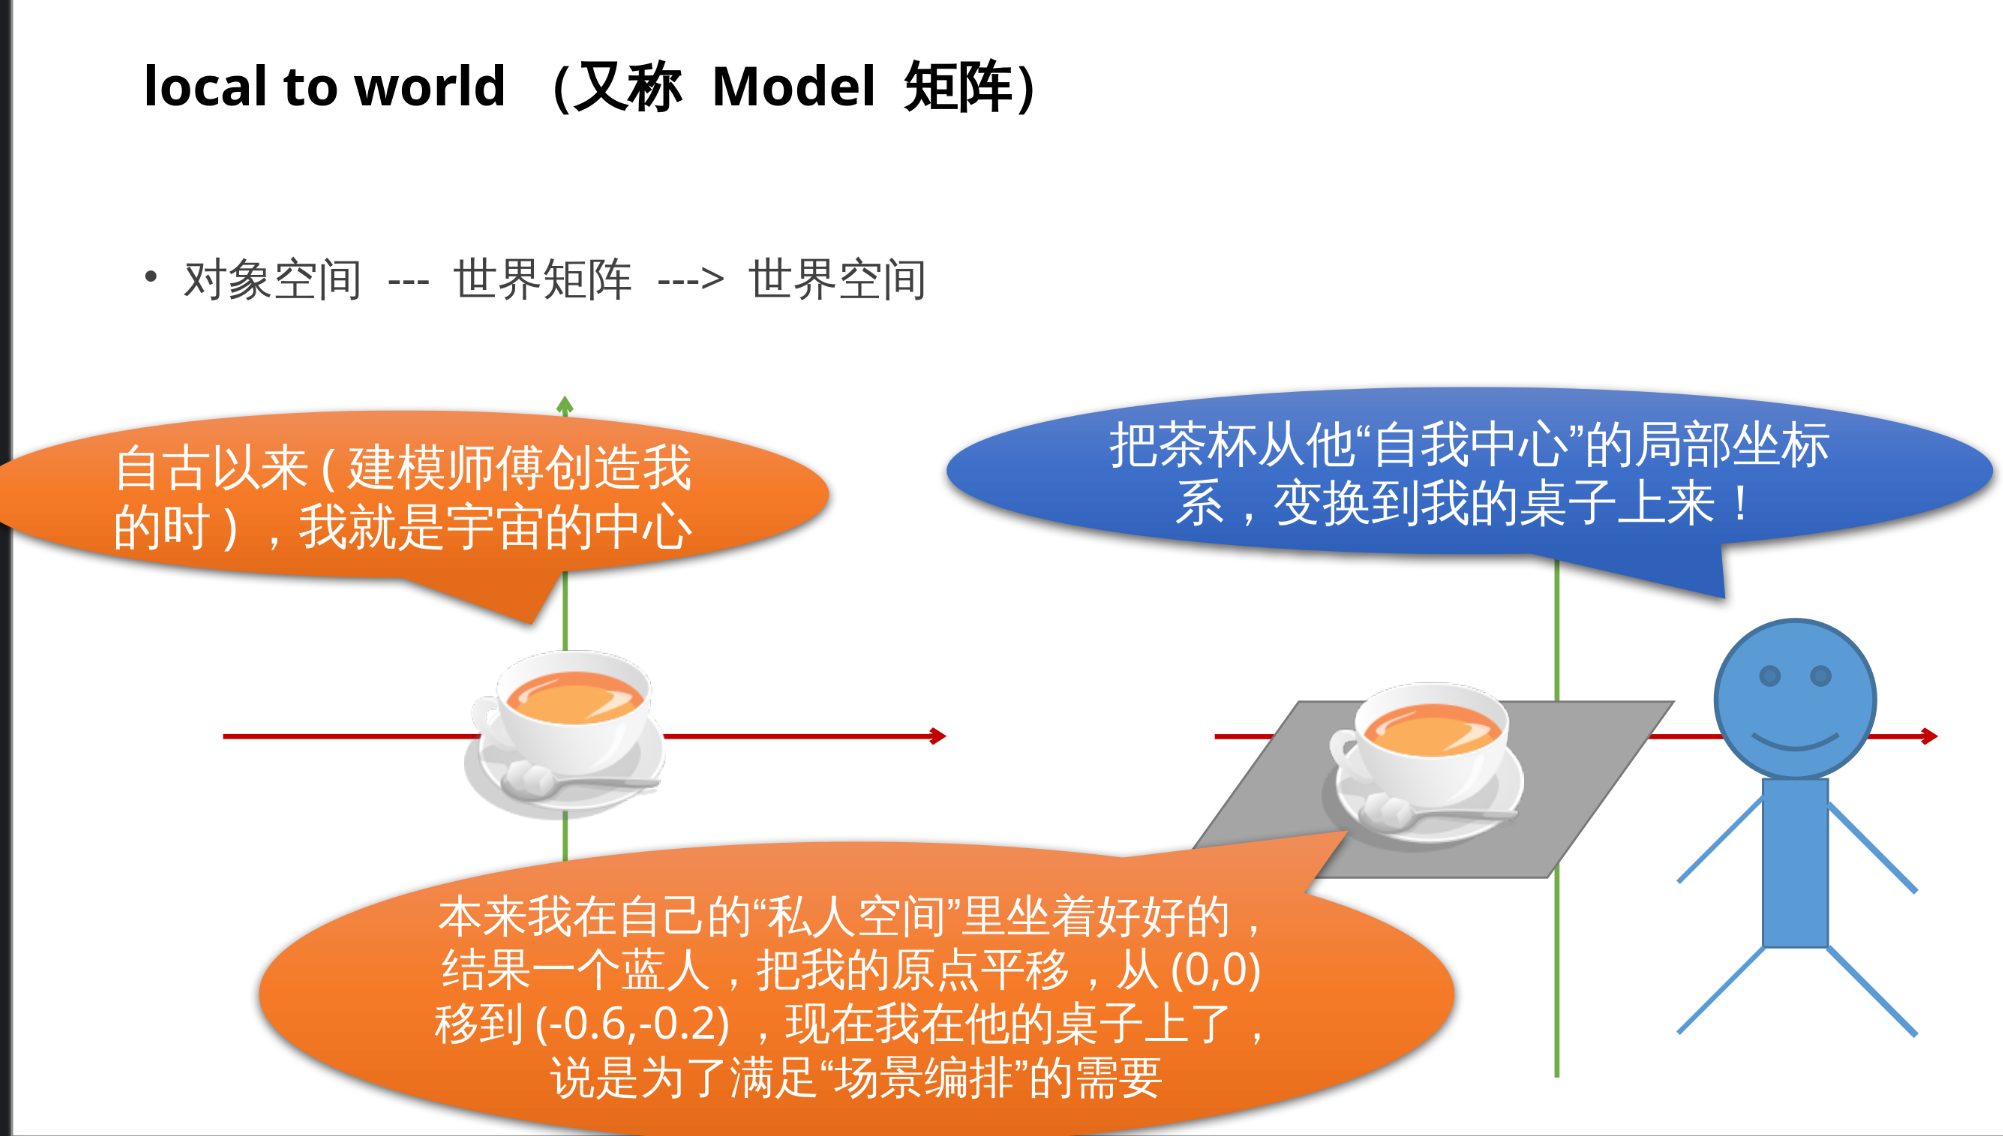 local to world （又称 Model 矩阵）
• 对象空间 --- 世界矩阵 ---> 世界空间
自古以来 ( 建模师傅创造我
的时 ) ，我就是宇宙的中心
把茶杯从他“自我中心”的局部坐标
系，变换到我的桌子上来！
本来我在自己的“私人空间”里坐着好好的，
结果一个蓝人，把我的原点平移，从 (0,0)
移到 (-0.6,-0.2) ，现在我在他的桌子上了，
说是为了满足“场景编排”的需要